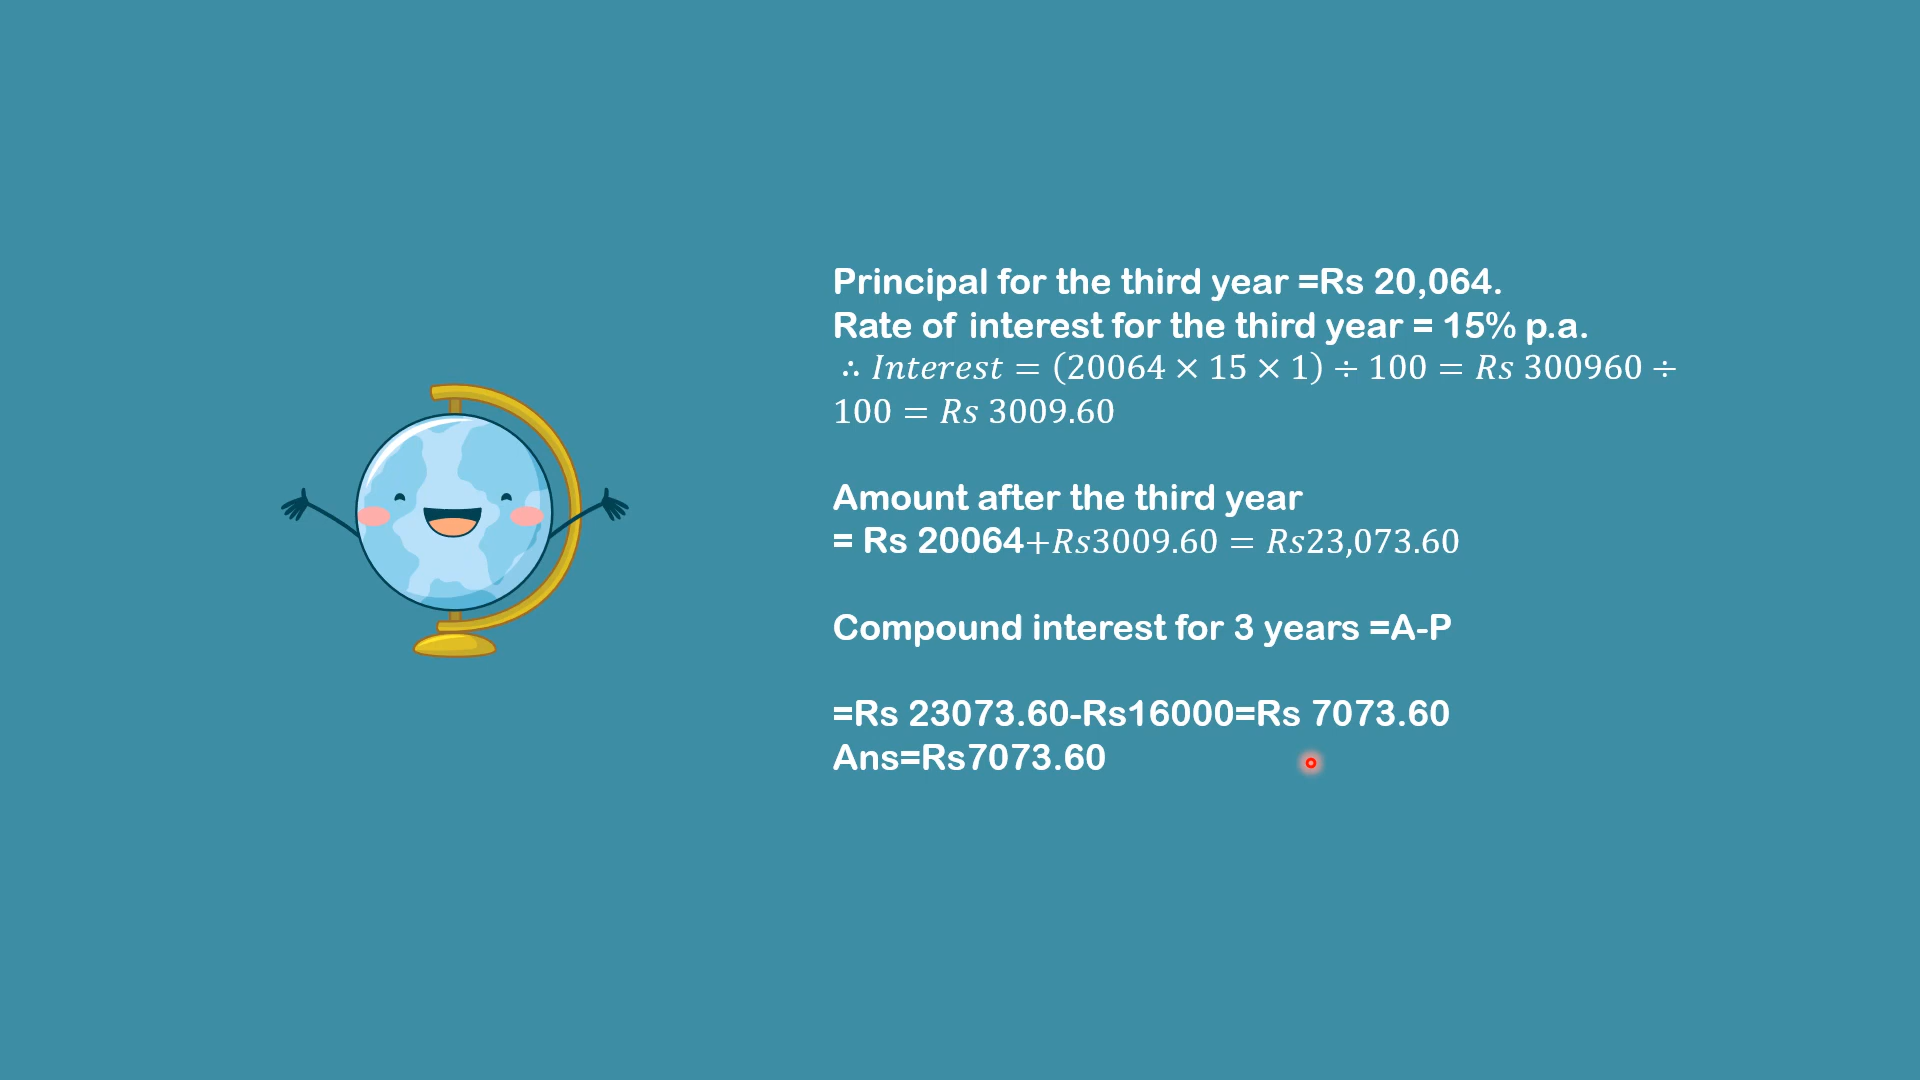 Principal for the third year =Rs 20,064.
Rate of interest for the third year = 15% p.a.
∴ Interest = (20064 × 15 × 1) ÷ 100 = Rs 300960 ÷
100 = Rs 3009.60
Amount after the third year
= Rs 20064+Rs3009.60 = Rs23,073.60
Compound interest for 3 years =A-P
=Rs 23073.60-Rs16000=Rs 7073.60
Ans=Rs7073.60